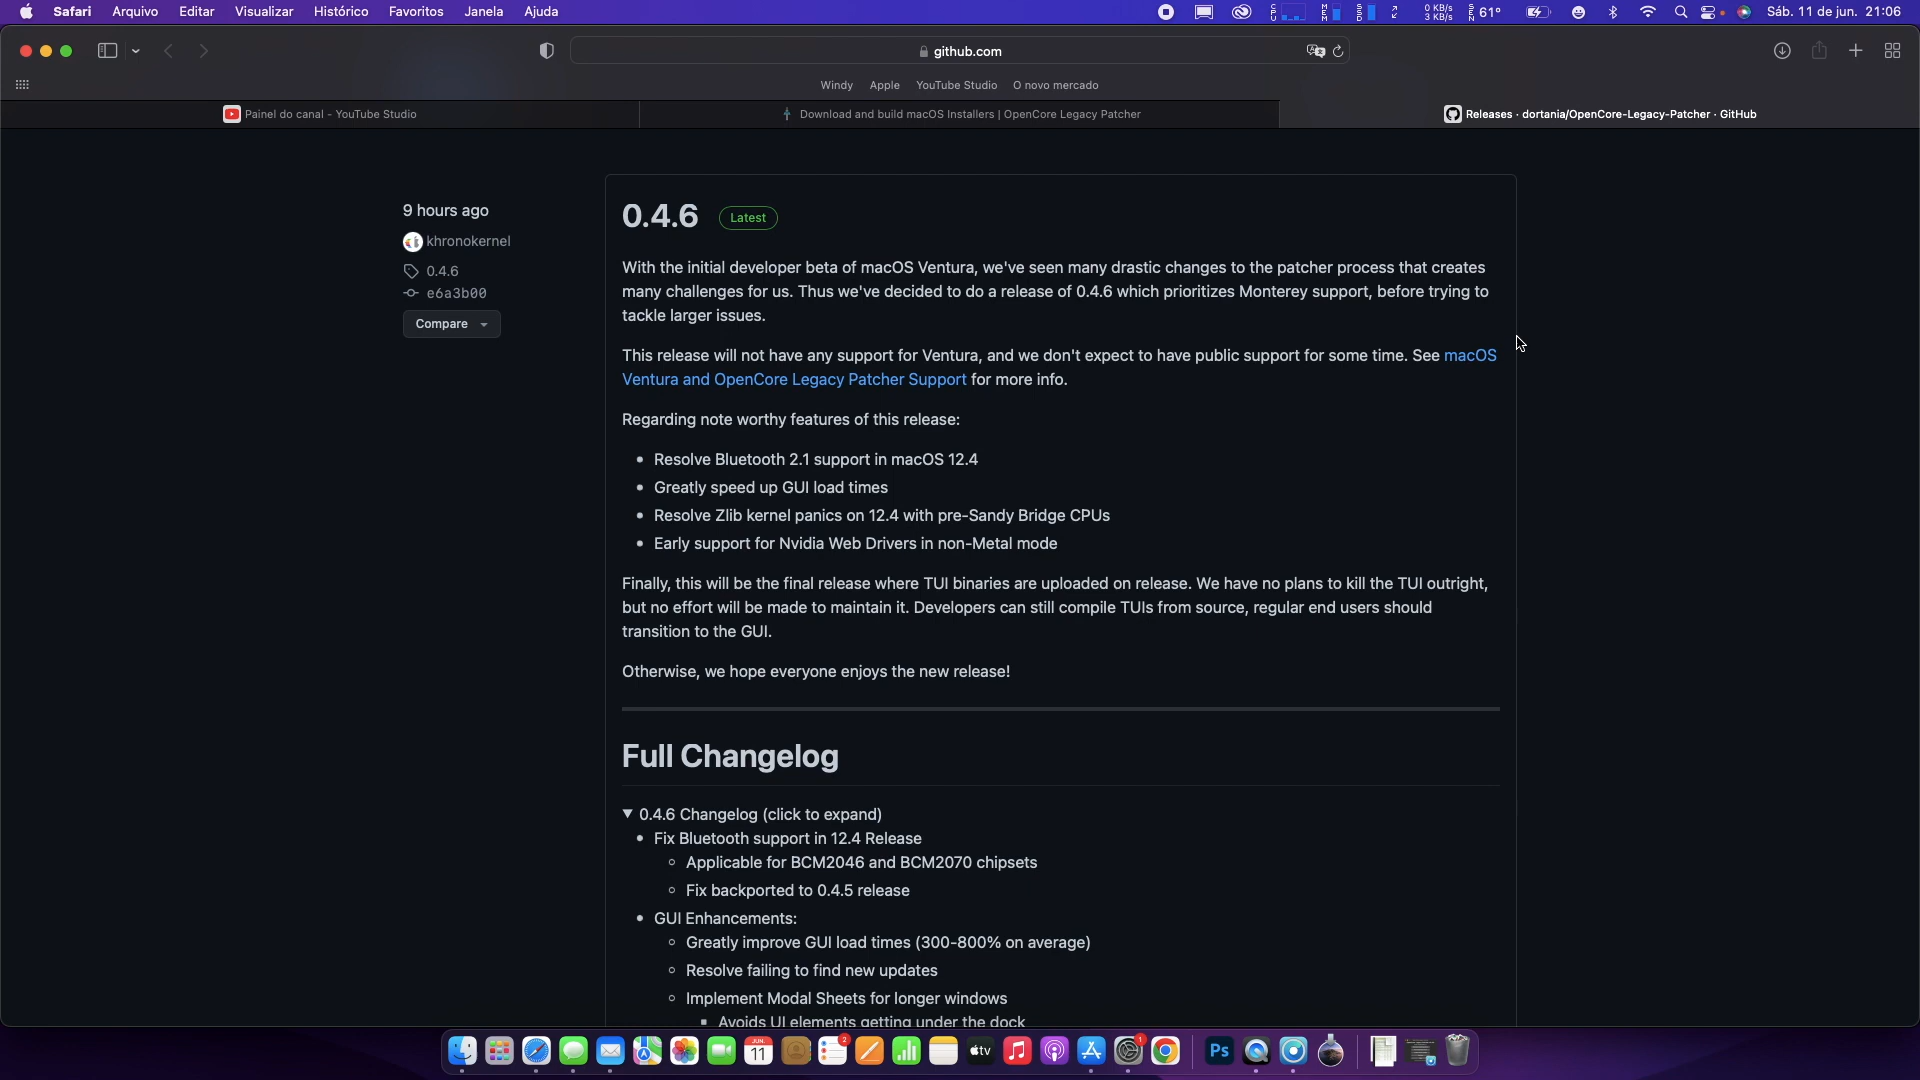 Safari Arquivo Editar Visualizar Histórico Favoritos Janela Ajuda
CPU MEM SSD 0 KB/s 3 KB/s SEN 61° Sáb. 11 de jun. 21:06
github.com
Windy Apple YouTube Studio O novo mercado
Painel do canal - YouTube Studio
Download and build macOS Installers | OpenCore Legacy Patcher
Releases · dortania/OpenCore-Legacy-Patcher · GitHub
9 hours ago
khronokernel
0.4.6
e6a3b00
Compare
0.4.6 Latest
With the initial developer beta of macOS Ventura, we've seen many drastic changes to the patcher process that creates
many challenges for us. Thus we've decided to do a release of 0.4.6 which prioritizes Monterey support, before trying to
tackle larger issues.
This release will not have any support for Ventura, and we don't expect to have public support for some time. See macOS
Ventura and OpenCore Legacy Patcher Support for more info.
Regarding note worthy features of this release:
• Resolve Bluetooth 2.1 support in macOS 12.4
• Greatly speed up GUI load times
• Resolve Zlib kernel panics on 12.4 with pre-Sandy Bridge CPUs
• Early support for Nvidia Web Drivers in non-Metal mode
Finally, this will be the final release where TUI binaries are uploaded on release. We have no plans to kill the TUI outright,
but no effort will be made to maintain it. Developers can still compile TUIs from source, regular end users should
transition to the GUI.
Otherwise, we hope everyone enjoys the new release!
Full Changelog
▼ 0.4.6 Changelog (click to expand)
• Fix Bluetooth support in 12.4 Release
◦ Applicable for BCM2046 and BCM2070 chipsets
◦ Fix backported to 0.4.5 release
• GUI Enhancements:
◦ Greatly improve GUI load times (300-800% on average)
◦ Resolve failing to find new updates
◦ Implement Modal Sheets for longer windows
▪ Avoids UI elements getting under the dock
JUN. 11
2
tv
1
Ps